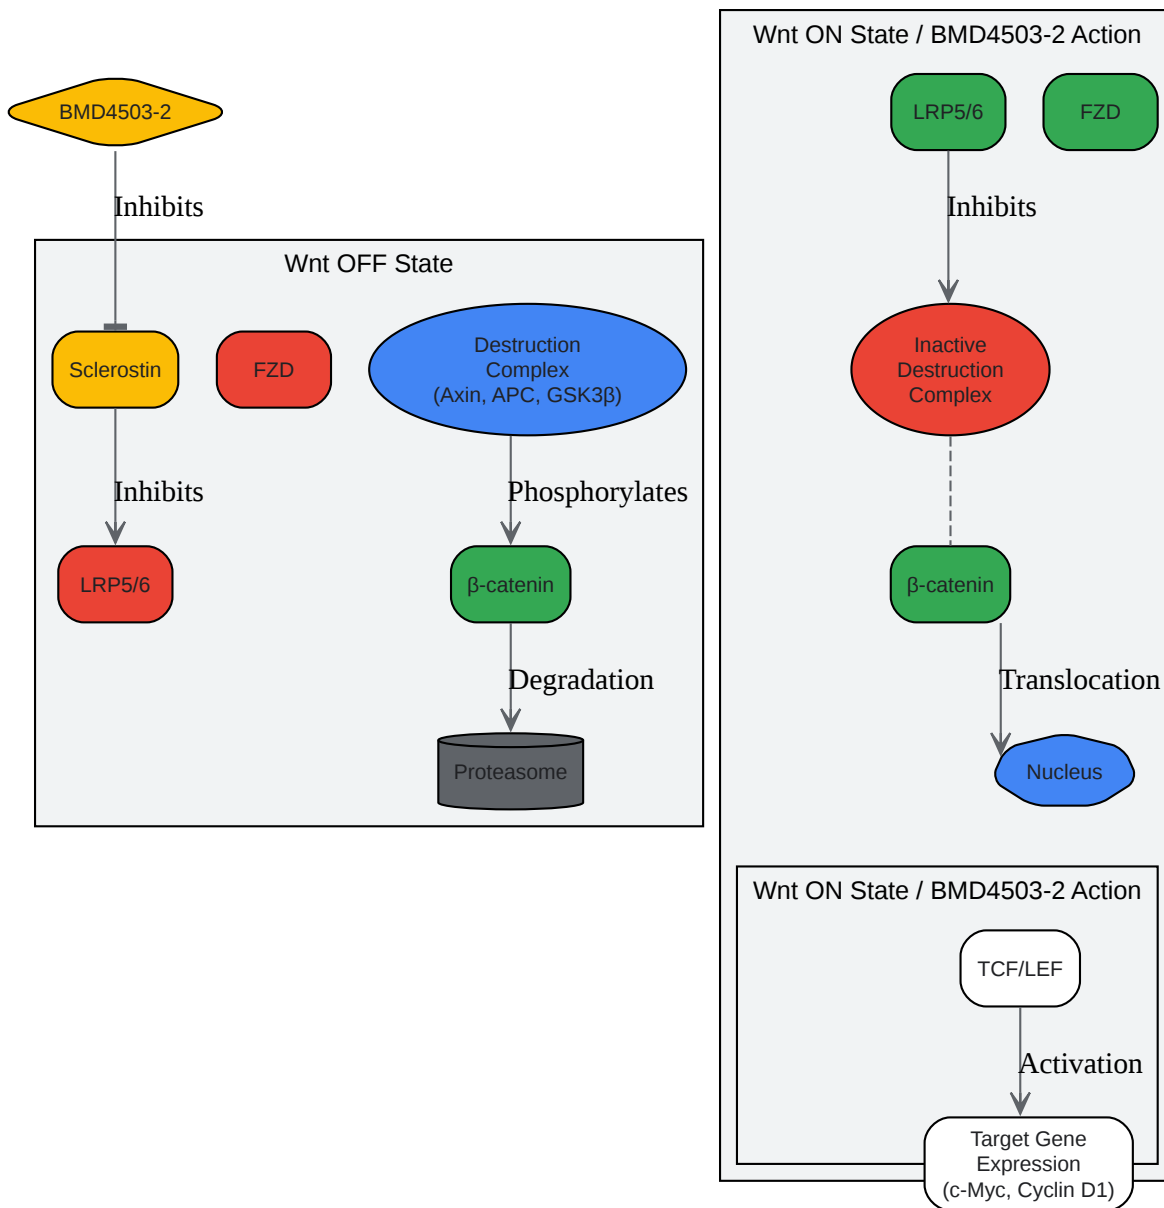 BMD4503-2
Inhibits
Wnt OFF State
Sclerostin
FZD
Destruction
Complex
(Axin, APC, GSK3β)
Inhibits
Phosphorylates
LRP5/6
β-catenin
Degradation
Proteasome
Wnt ON State / BMD4503-2 Action
LRP5/6
FZD
Inhibits
Inactive
Destruction
Complex
β-catenin
Translocation
Nucleus
Wnt ON State / BMD4503-2 Action
TCF/LEF
Activation
Target Gene
Expression
(c-Myc, Cyclin D1)